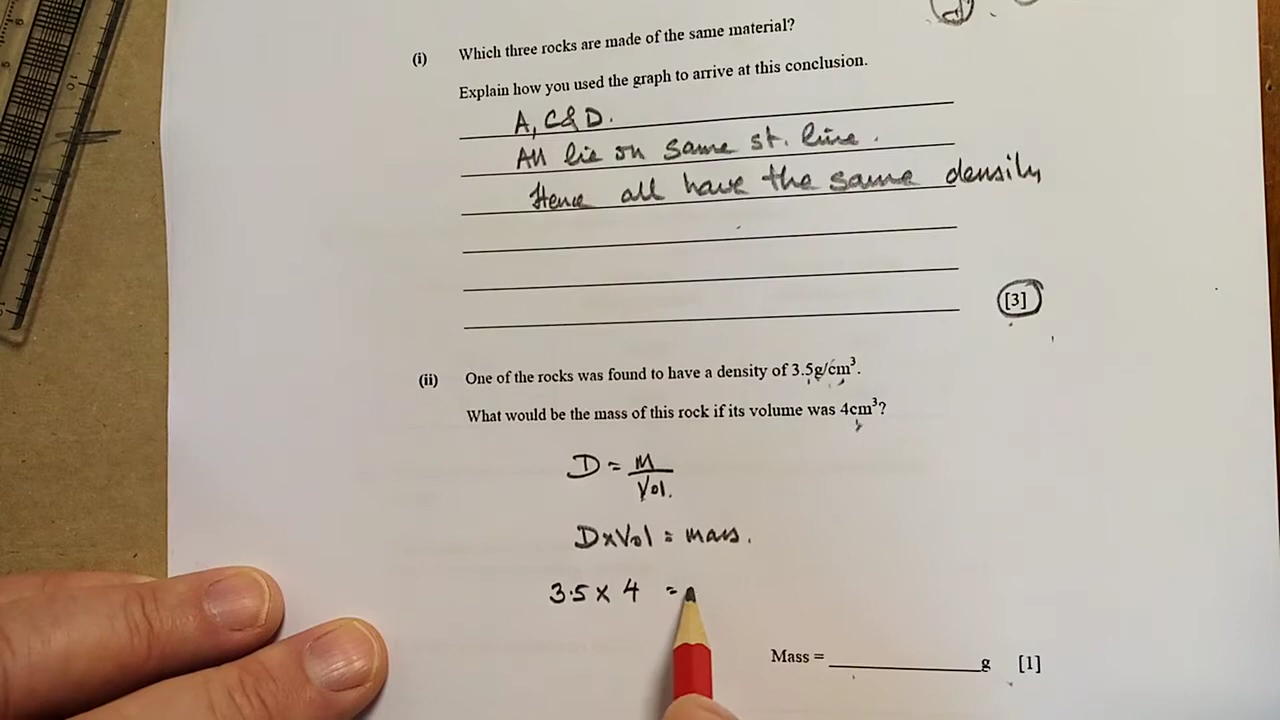 (i) Which three rocks are made of the same material?
Explain how you used the graph to arrive at this conclusion.
A, C & D.
All lie on same st. line.
Hence all have the same density
[3]
(ii) One of the rocks was found to have a density of 3.5g/cm³.
What would be the mass of this rock if its volume was 4cm³?
D = M
Vol.
D x Vol = mass.
3.5 x 4 =
Mass = ____________ g [1]